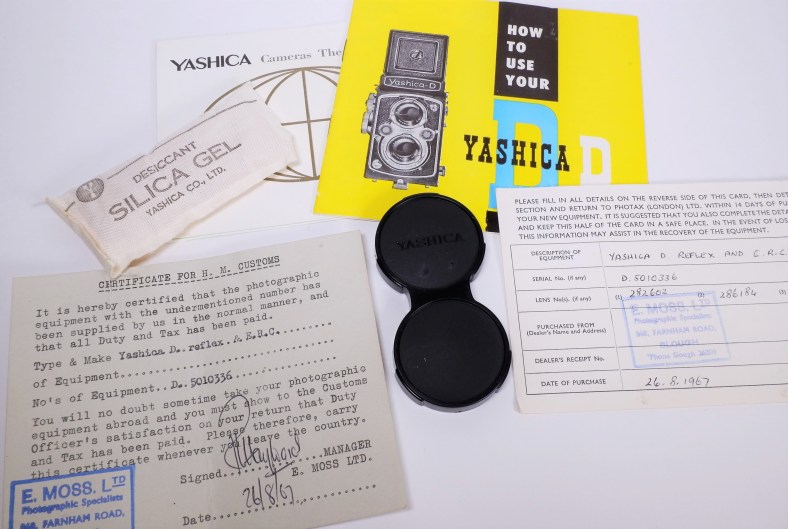 YASHICA Cameras The
HOW
TO
USE
YOUR
Yashica-D
YASHICA D
D
DESICCANT
SILICA GEL
YASHICA CO., LTD.
YASHICA
CERTIFICATE FOR H. M. CUSTOMS
It is hereby certified that the photographic
equipment with the undermentioned number has
been supplied by us in the normal manner, and
that all Duty and Tax has been paid.
Type & Make Yashica D. reflex. & E.R.C.
of Equipment
No's of Equipment. D. 5010336
You will no doubt sometime take your photographic
equipment abroad and you must show to the Customs
Officer's satisfaction on your return that Duty
and Tax has been paid. Please therefore, carry
this certificate whenever you leave the country.
Signed MANAGER
E. MOSS LTD.
Date 26/8/67
E. MOSS. LTD
Photographic Specialists
FARNHAM ROAD,
PLEASE FILL IN ALL DETAILS ON THE REVERSE SIDE OF THIS CARD, THEN DET
SECTION AND RETURN TO PHOTAX (LONDON) LTD. WITHIN 14 DAYS OF PU
YOUR NEW EQUIPMENT. IT IS SUGGESTED THAT YOU ALSO COMPLETE THE DETA
AND KEEP THIS HALF OF THE CARD IN A SAFE PLACE. IN THE EVENT OF LOS
THIS INFORMATION MAY ASSIST IN THE RECOVERY OF THE EQUIPMENT.
DESCRIPTION OF
EQUIPMENT YASHICA D. REFLEX AND E.R.C.
SERIAL No. (if any) D. 5010336
LENS No(s). (if any) (1) 282602 (2) 286184 (3)
PURCHASED FROM
(Dealer's Name and Address)
E. MOSS. LTD
Photographic Specialists
FARNHAM ROAD,
SLOUGH
DEALER'S RECEIPT No.
DATE OF PURCHASE 26.8.1967